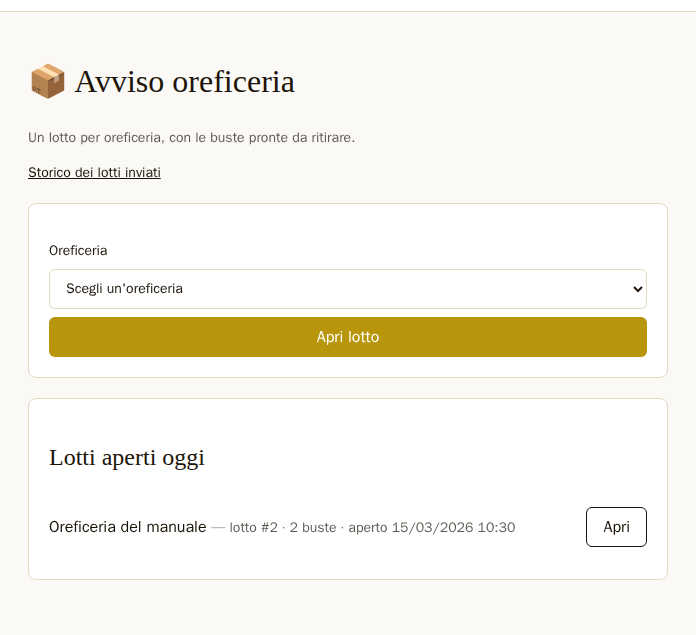 Avviso oreficeria
Un lotto per oreficeria, con le buste pronte da ritirare.
Storico dei lotti inviati
Oreficeria
Scegli un'oreficeria
Apri lotto
Lotti aperti oggi
Oreficeria del manuale — lotto #2 · 2 buste · aperto 15/03/2026 10:30
Apri